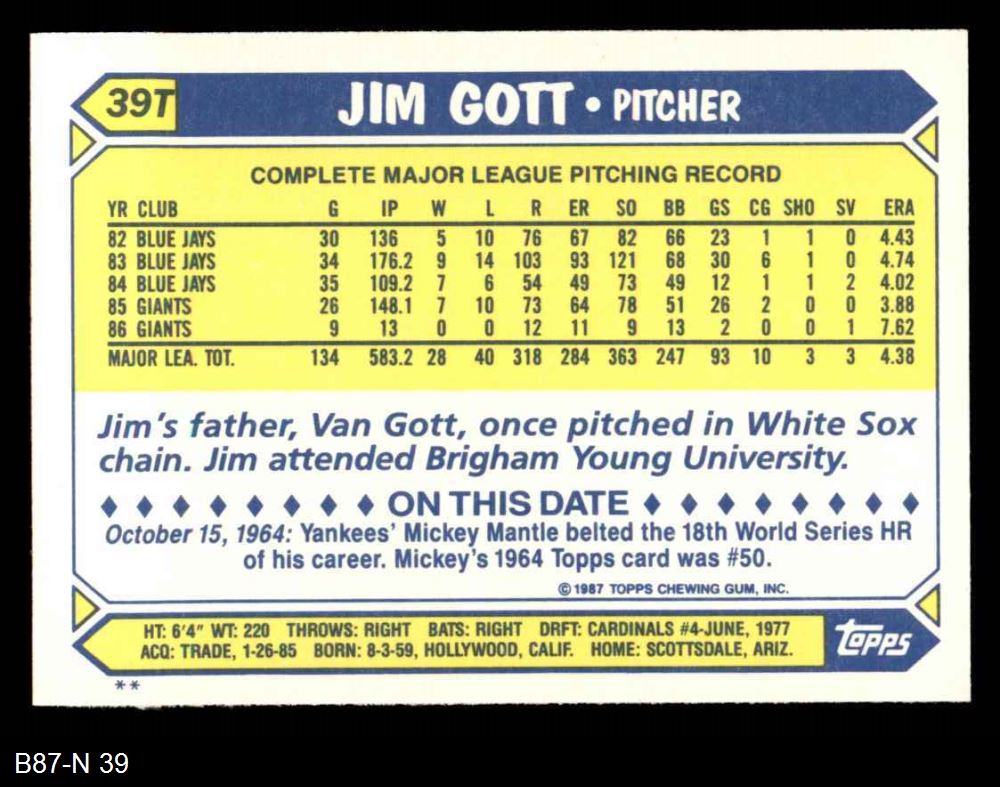 39T
JIM GOTT • PITCHER
COMPLETE MAJOR LEAGUE PITCHING RECORD
YR CLUB G IP W L R ER SO BB GS CG SHO SV ERA
82 BLUE JAYS 30 136 5 10 76 67 82 66 23 1 1 0 4.43
83 BLUE JAYS 34 176.2 9 14 103 93 121 68 30 6 1 0 4.74
84 BLUE JAYS 35 109.2 7 6 54 49 73 49 12 1 1 2 4.02
85 GIANTS 26 148.1 7 10 73 64 78 51 26 2 0 0 3.88
86 GIANTS 9 13 0 0 12 11 9 13 2 0 0 1 7.62
MAJOR LEA. TOT. 134 583.2 28 40 318 284 363 247 93 10 3 3 4.38
Jim's father, Van Gott, once pitched in White Sox
chain. Jim attended Brigham Young University.
♦ ♦ ♦ ♦ ♦ ♦ ♦ ♦ ON THIS DATE ♦ ♦ ♦ ♦ ♦ ♦ ♦ ♦
October 15, 1964: Yankees' Mickey Mantle belted the 18th World Series HR
of his career. Mickey's 1964 Topps card was #50.
© 1987 TOPPS CHEWING GUM, INC.
HT: 6'4" WT: 220 THROWS: RIGHT BATS: RIGHT DRFT: CARDINALS #4-JUNE, 1977
ACQ: TRADE, 1-26-85 BORN: 8-3-59, HOLLYWOOD, CALIF. HOME: SCOTTSDALE, ARIZ.
topps
**
B87-N 39